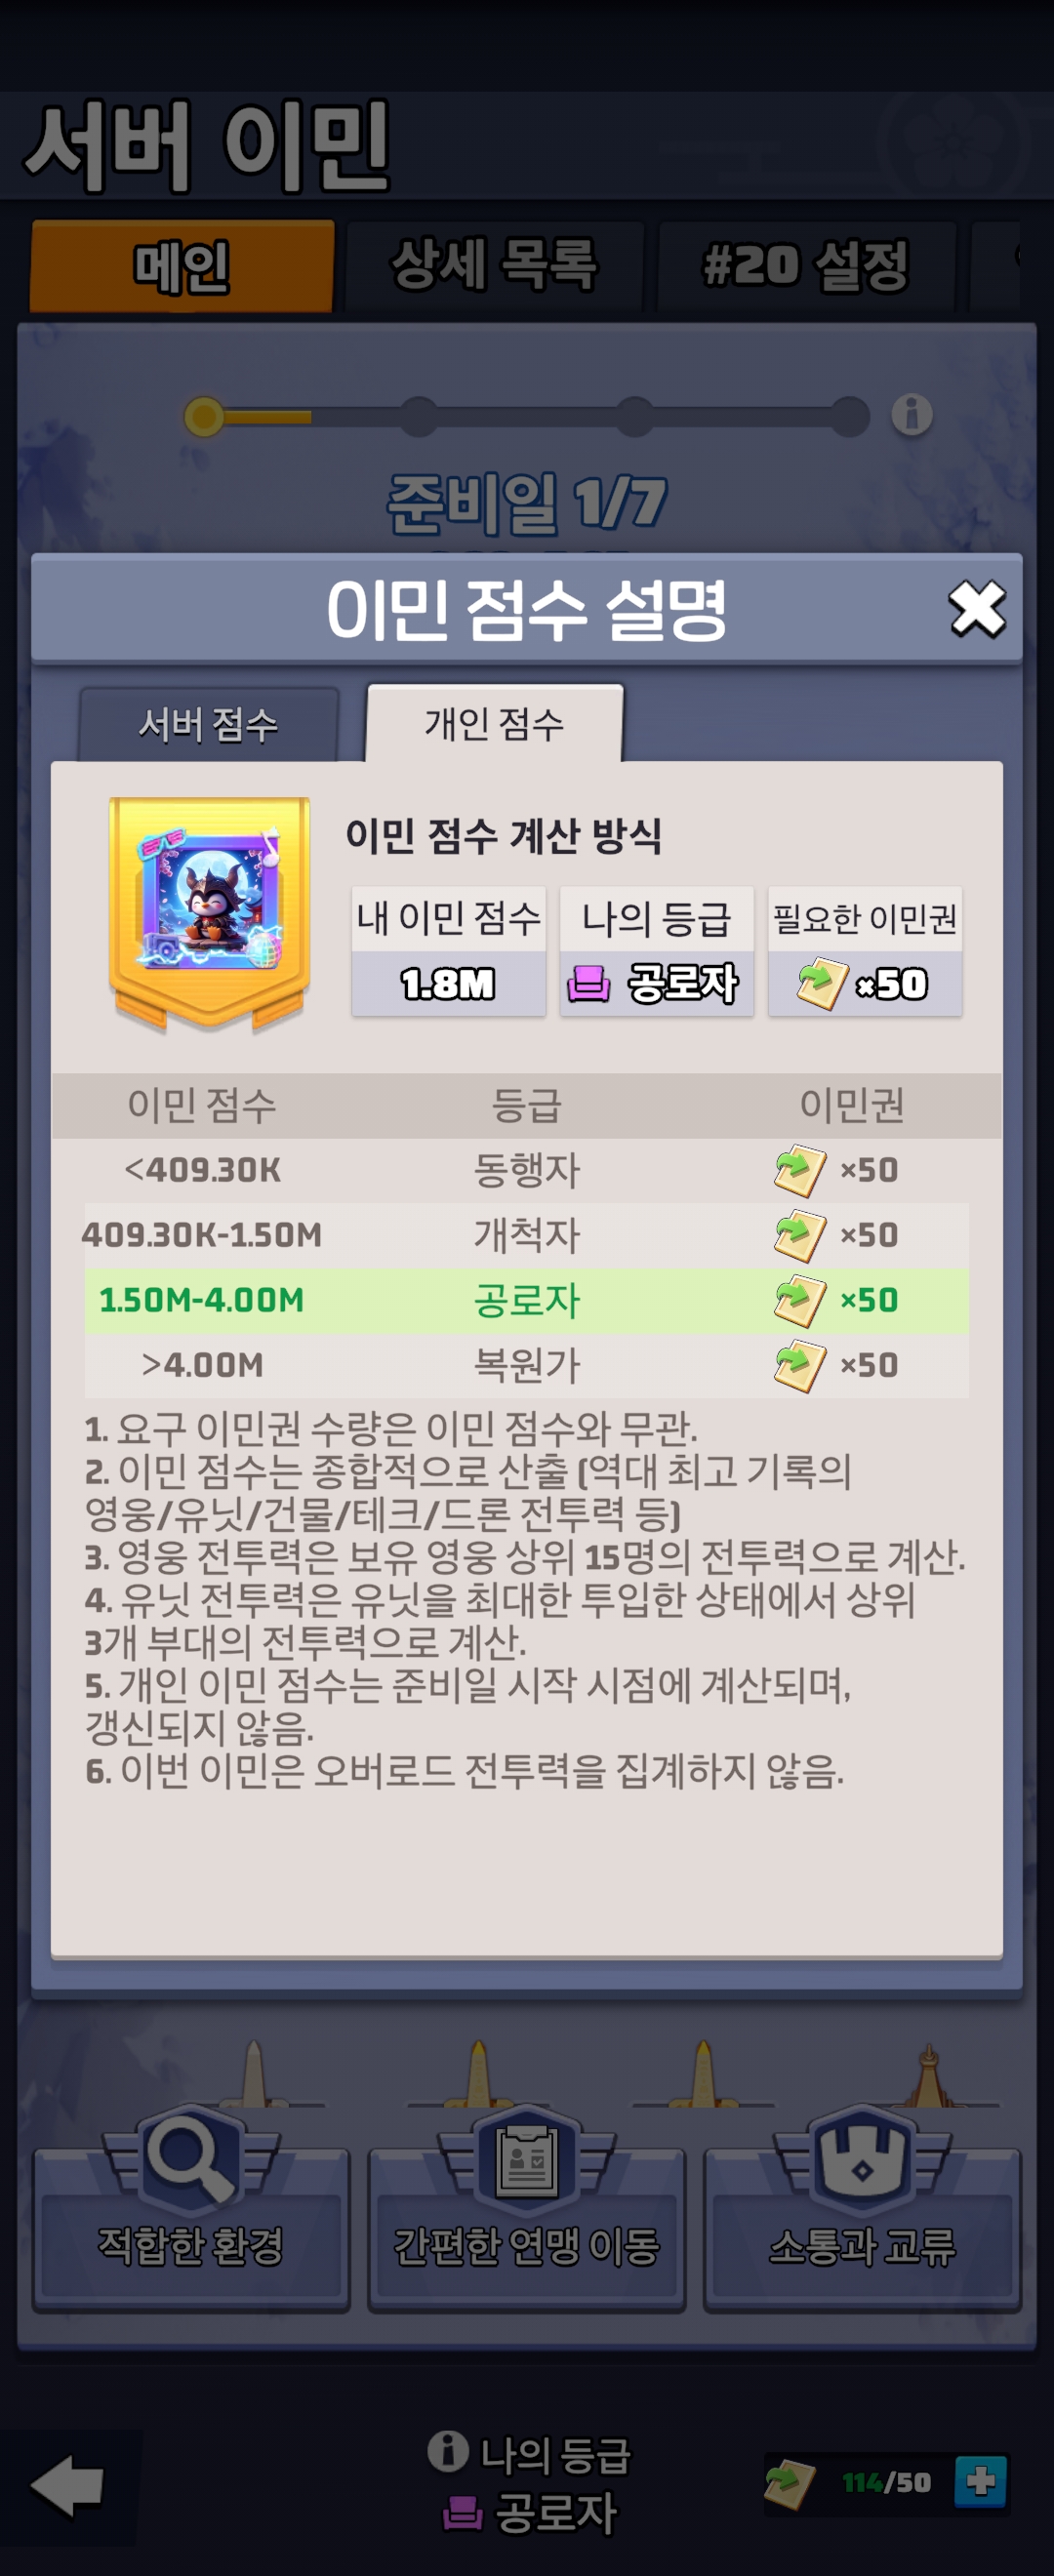 서버 이민
메인
상세 목록
#20 설정
준비일 1/7
이민 점수 설명
서버 점수
개인 점수
이민 점수 계산 방식
내 이민 점수
나의 등급
필요한 이민권
1.8M
공로자
×50
이민 점수 등급 이민권
<409.30K 동행자 ×50
409.30K-1.50M 개척자 ×50
1.50M-4.00M 공로자 ×50
>4.00M 복원가 ×50
1. 요구 이민권 수량은 이민 점수와 무관.
2. 이민 점수는 종합적으로 산출 (역대 최고 기록의
영웅/유닛/건물/테크/드론 전투력 등)
3. 영웅 전투력은 보유 영웅 상위 15명의 전투력으로 계산.
4. 유닛 전투력은 유닛을 최대한 투입한 상태에서 상위
3개 부대의 전투력으로 계산.
5. 개인 이민 점수는 준비일 시작 시점에 계산되며,
갱신되지 않음.
6. 이번 이민은 오버로드 전투력을 집계하지 않음.
적합한 환경
간편한 연맹 이동
소통과 교류
나의 등급
공로자
114/50